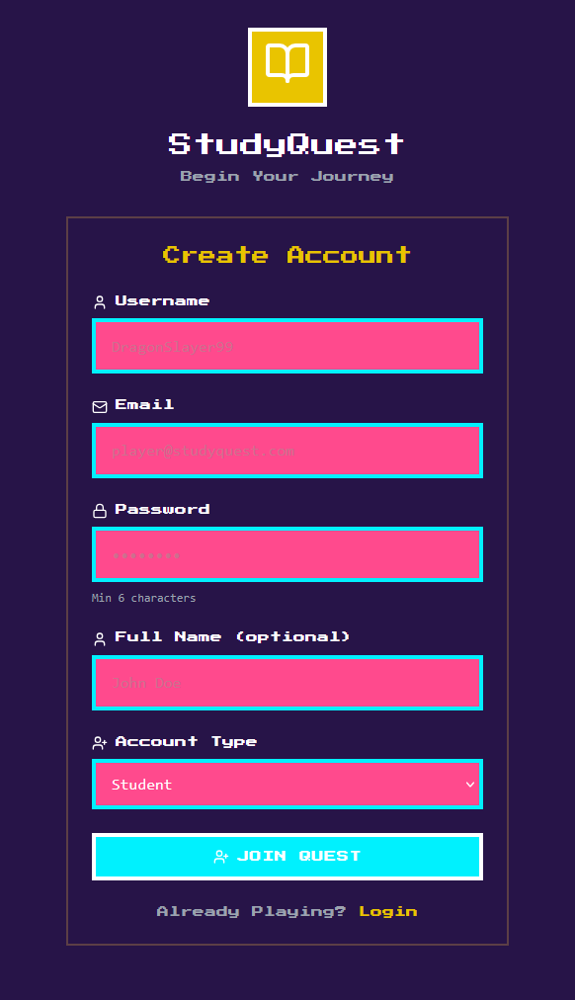 StudyQuest
Begin Your Journey
Create Account
Username
DragonSlayer99
Email
player@studyquest.com
Password
••••••••
Min 6 characters
Full Name (optional)
John Doe
Account Type
Student
JOIN QUEST
Already Playing? Login